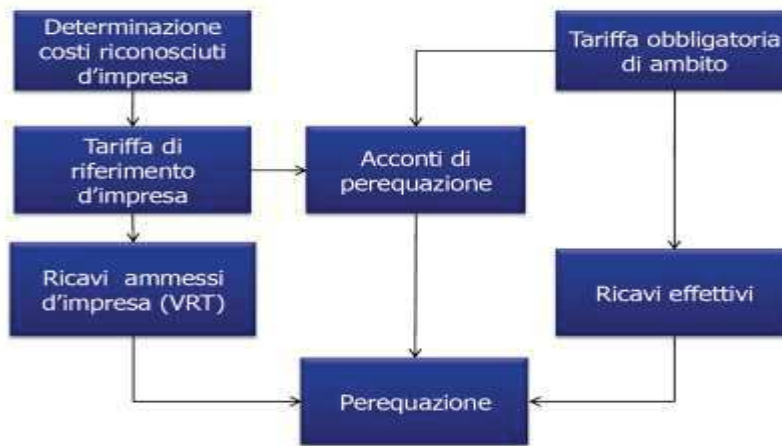 Determinazione
costi riconosciuti
d'impresa
Tariffa obbligatoria
di ambito
Tariffa di
riferimento
d'impresa
Acconti di
perequazione
Ricavi ammessi
d'impresa (VRT)
Ricavi effettivi
Perequazione